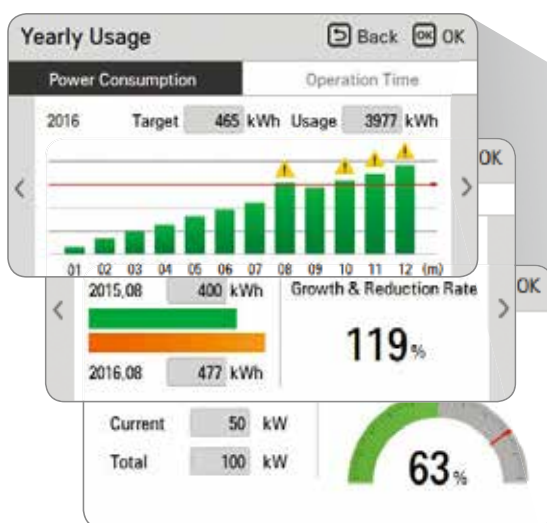 Yearly Usage Back OK OK
Power Consumption Operation Time
2016 Target 465 kWh Usage 3977 kWh
01 02 03 04 05 06 07 08 09 10 11 12 (m)
OK
2015.08 400 kWh Growth & Reduction Rate
119%
2016.08 477 kWh
OK
Current 50 kW
Total 100 kW
63%